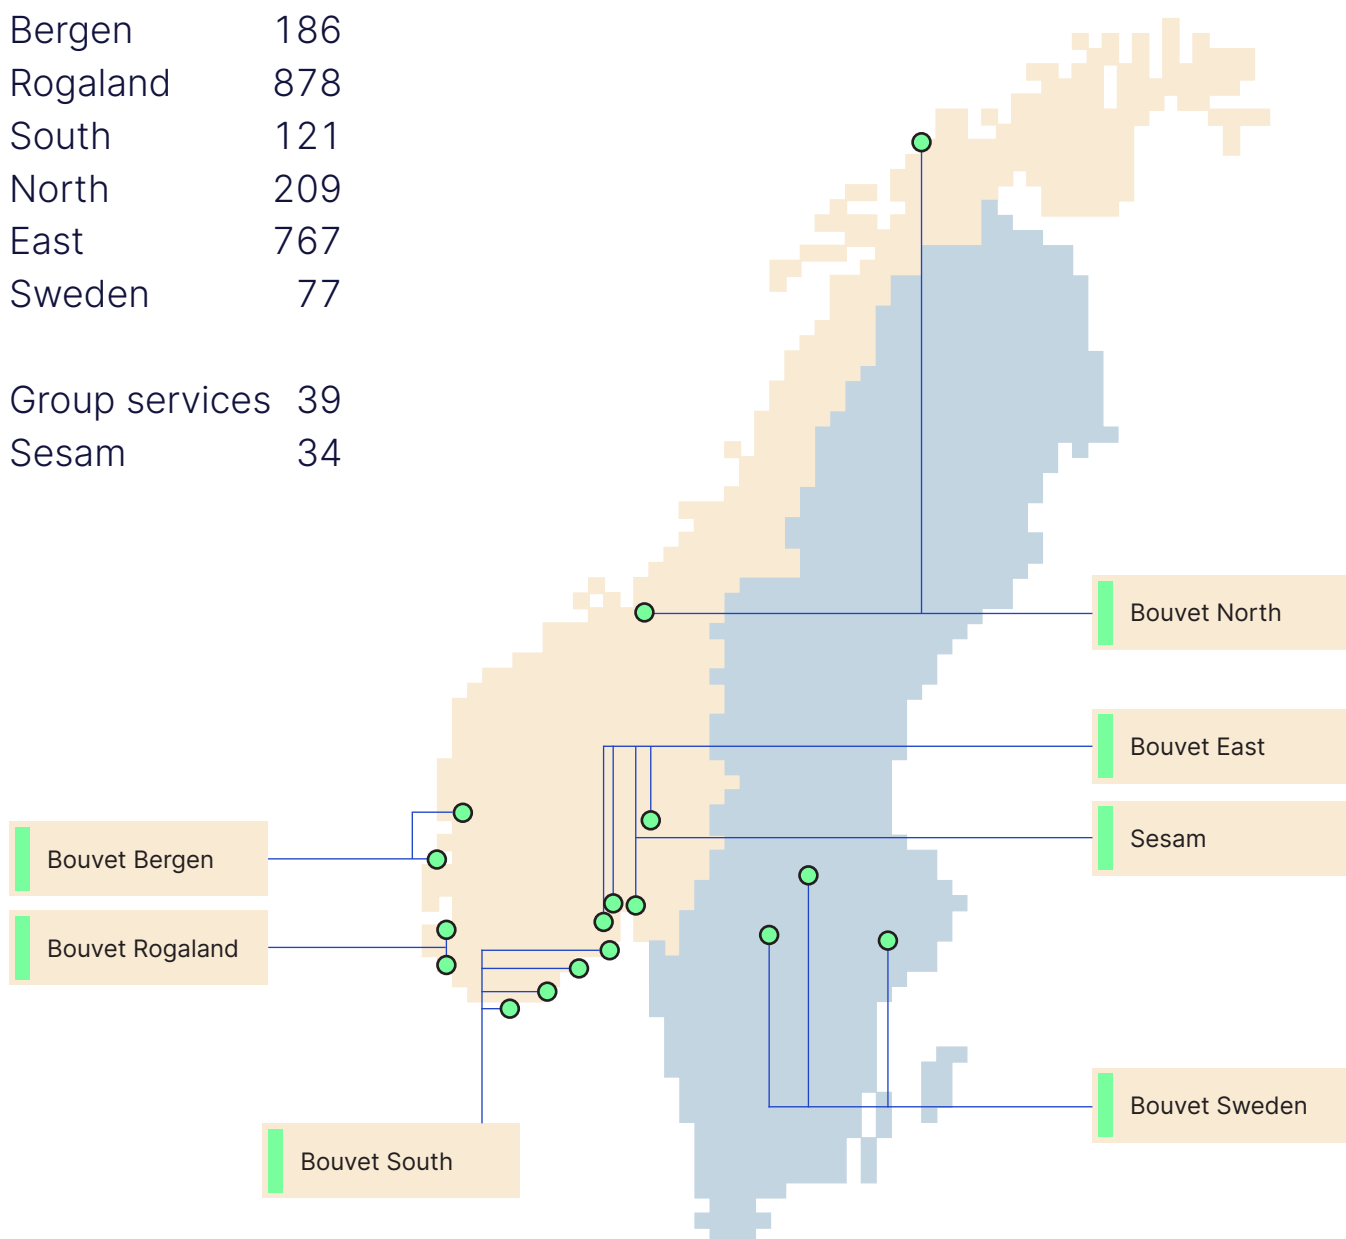 Bergen 186
Rogaland 878
South 121
North 209
East 767
Sweden 77
Group services 39
Sesam 34
Bouvet North
Bouvet East
Sesam
Bouvet Bergen
Bouvet Rogaland
Bouvet Sweden
Bouvet South